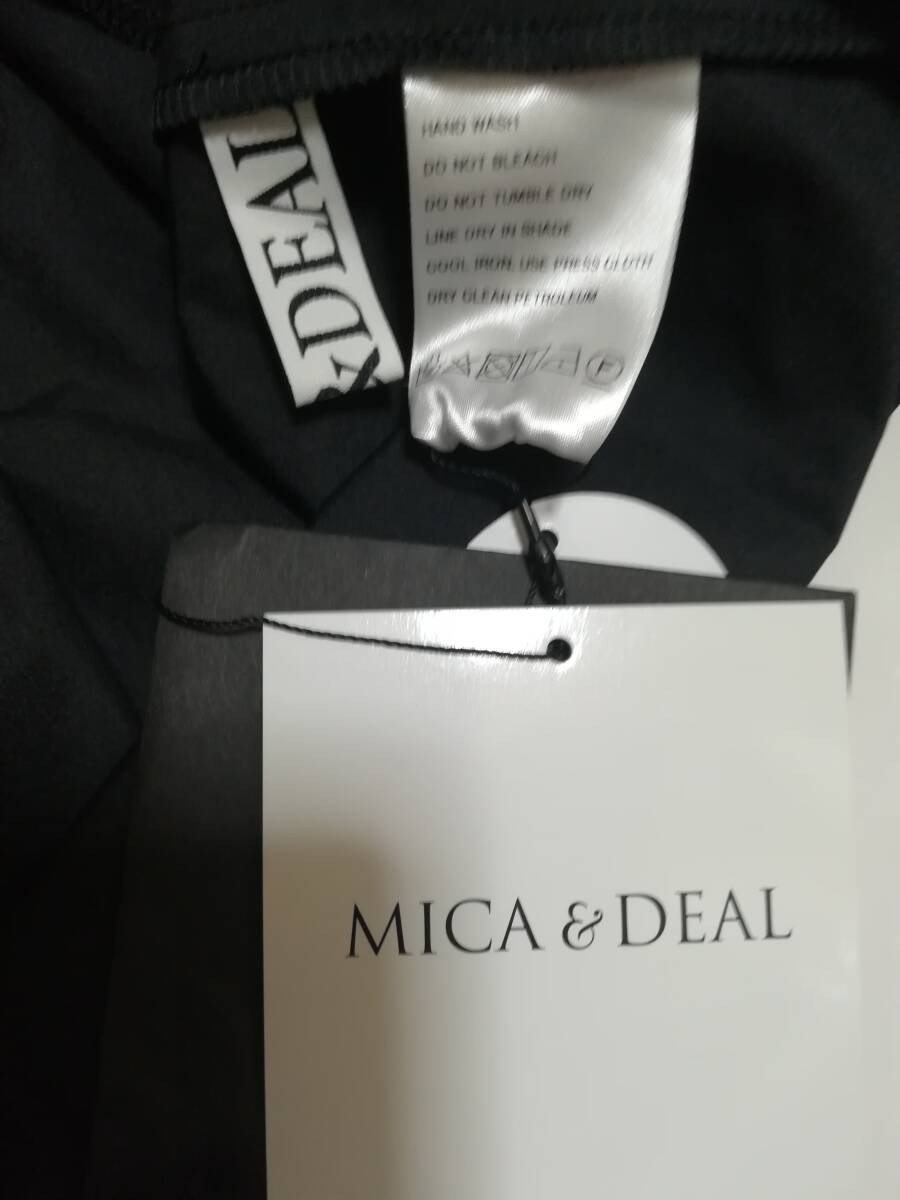 & DEAL
HAND WASH
DO NOT BLEACH
DO NOT TUMBLE DRY
LINE DRY IN SHADE
COOL IRON, USE PRESS CLOTH
DRY CLEAN PETROLEUM
F
MICA & DEAL